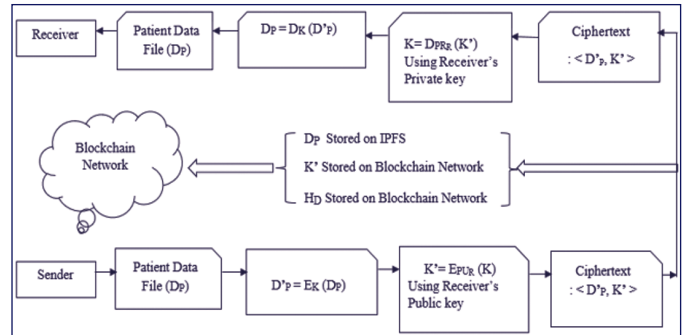 Receiver
Patient Data
File (DP)
DP = DK (D’P)
K= DPRR (K’)
Using Receiver’s
Private key
Ciphertext
: < D’P, K’ >
Blockchain
Network
DP Stored on IPFS
K’ Stored on Blockchain Network
HD Stored on Blockchain Network
Sender
Patient Data
File (DP)
D’P = EK (DP)
K’= EPUR (K)
Using Receiver’s
Public key
Ciphertext
: < D’P, K’ >